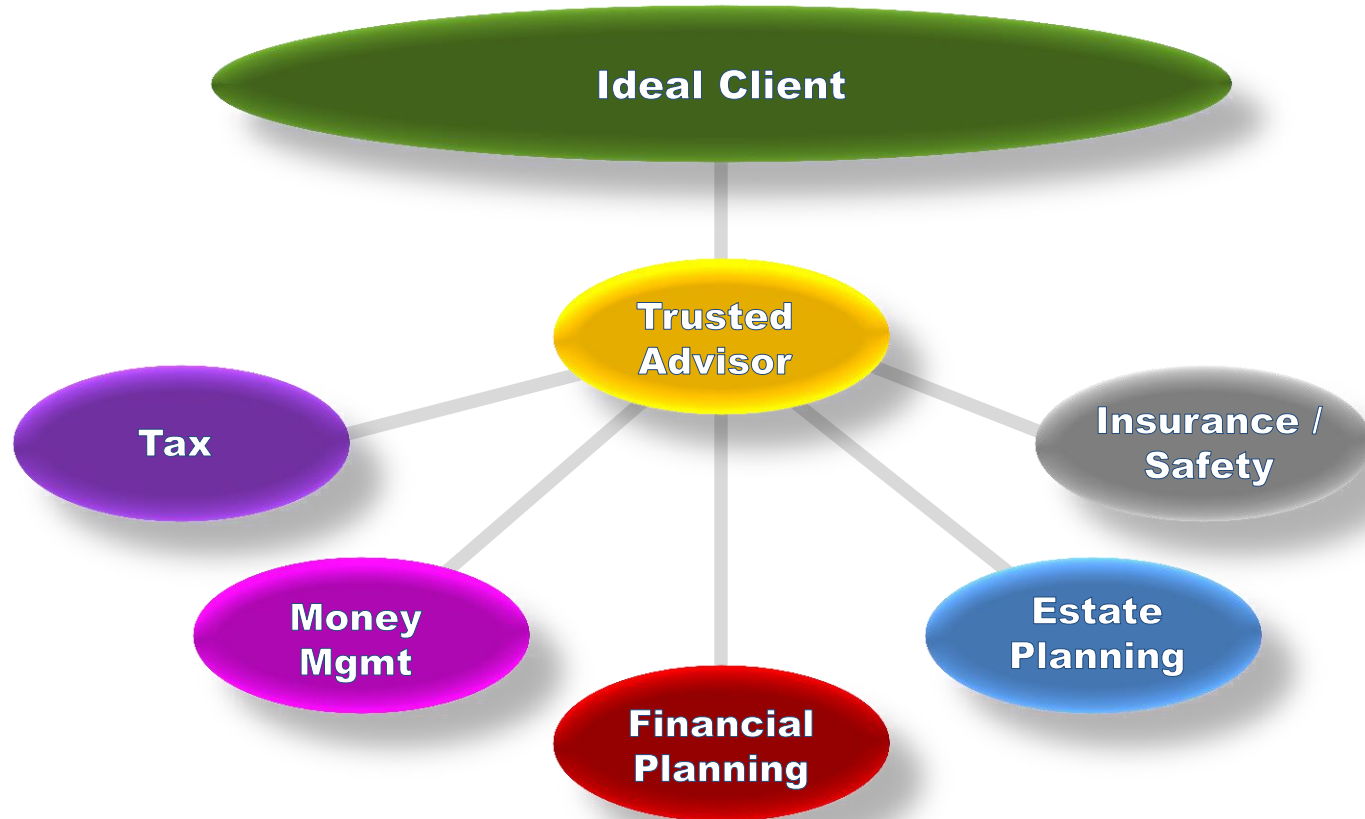 Ideal Client
Trusted
Advisor
Tax
Insurance /
Safety
Money
Mgmt
Estate
Planning
Financial
Planning